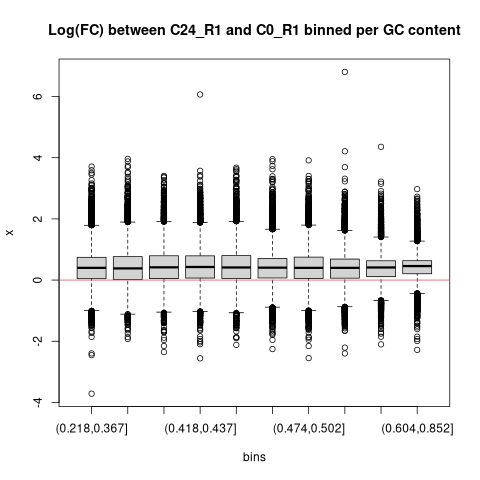 Log(FC) between C24_R1 and C0_R1 binned per GC content
6
4
2
0
-2
-4
x
(0.218,0.367] (0.418,0.437] (0.474,0.502] (0.604,0.852]
bins